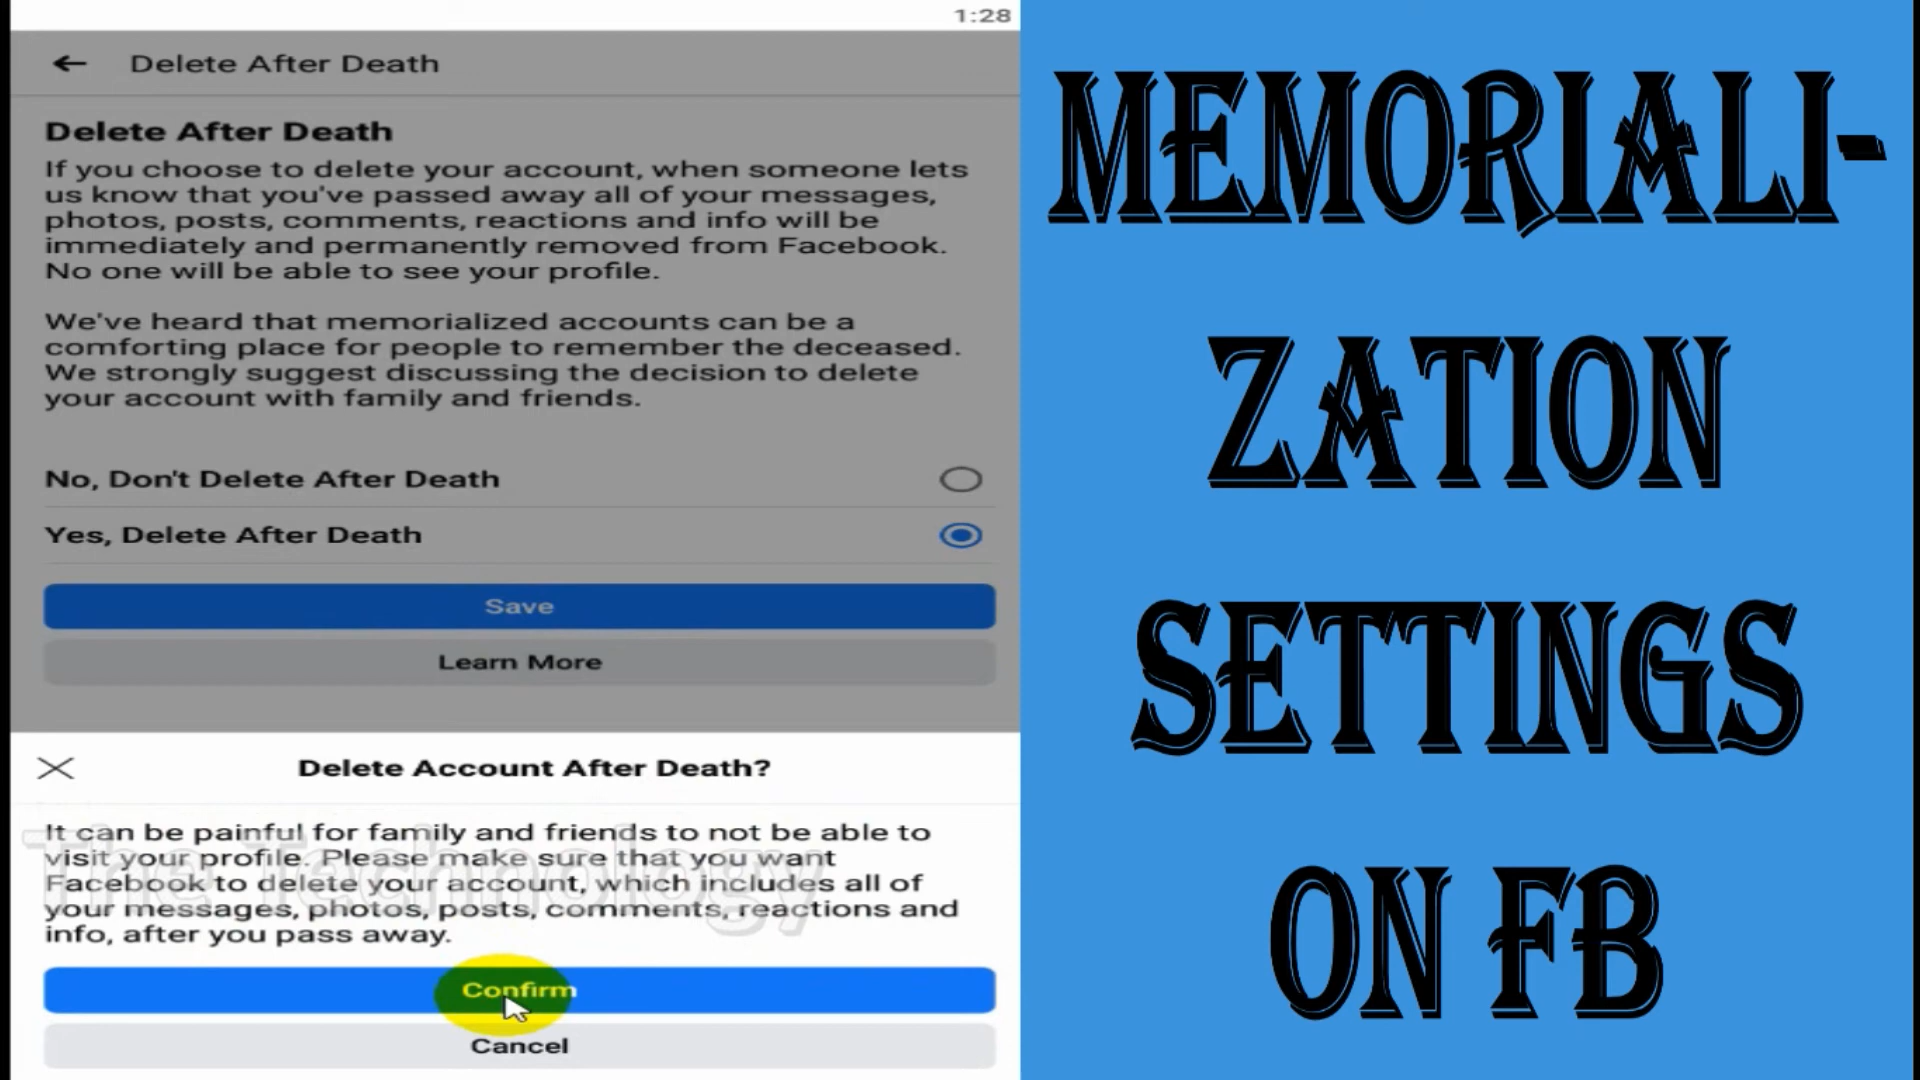 1:28
Delete After Death
Delete After Death
If you choose to delete your account, when someone lets
us know that you've passed away all of your messages,
photos, posts, comments, reactions and info will be
immediately and permanently removed from Facebook.
No one will be able to see your profile.
We've heard that memorialized accounts can be a
comforting place for people to remember the deceased.
We strongly suggest discussing the decision to delete
your account with family and friends.
No, Don't Delete After Death
Yes, Delete After Death
Save
Learn More
Delete Account After Death?
It can be painful for family and friends to not be able to
visit your profile. Please make sure that you want
Facebook to delete your account, which includes all of
your messages, photos, posts, comments, reactions and
info, after you pass away.
The Technology
Confirm
Cancel
MEMORIALI-
ZATION
SETTINGS
ON FB